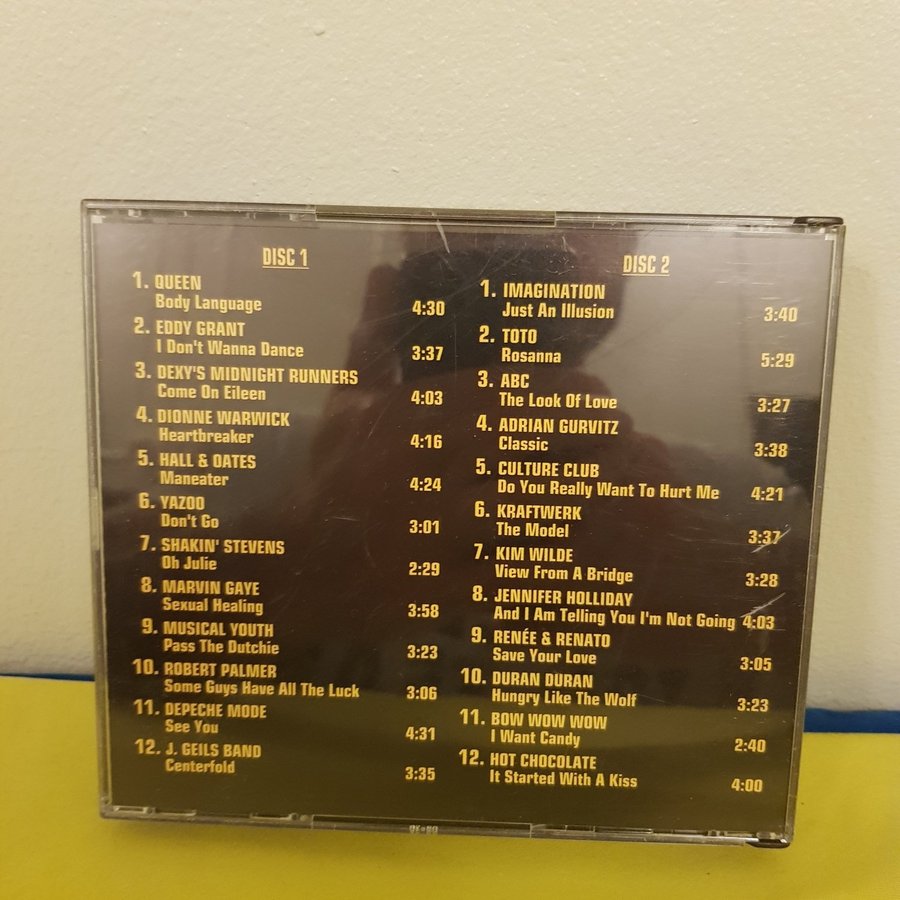 DISC 1
1. QUEEN
Body Language 4:30
2. EDDY GRANT
I Don't Wanna Dance 3:37
3. DEXY'S MIDNIGHT RUNNERS
Come On Eileen 4:03
4. DIONNE WARWICK
Heartbreaker 4:16
5. HALL & OATES
Maneater 4:24
6. YAZOO
Don't Go 3:01
7. SHAKIN' STEVENS
Oh Julie 2:29
8. MARVIN GAYE
Sexual Healing 3:58
9. MUSICAL YOUTH
Pass The Dutchie 3:23
10. ROBERT PALMER
Some Guys Have All The Luck 3:06
11. DEPECHE MODE
See You 4:31
12. J. GEILS BAND
Centerfold 3:35
DISC 2
1. IMAGINATION
Just An Illusion 3:40
2. TOTO
Rosanna 5:29
3. ABC
The Look Of Love 3:27
4. ADRIAN GURVITZ
Classic 3:38
5. CULTURE CLUB
Do You Really Want To Hurt Me 4:21
6. KRAFTWERK
The Model 3:37
7. KIM WILDE
View From A Bridge 3:28
8. JENNIFER HOLLIDAY
And I Am Telling You I'm Not Going 4:03
9. RENÉE & RENATO
Save Your Love 3:05
10. DURAN DURAN
Hungry Like The Wolf 3:23
11. BOW WOW WOW
I Want Candy 2:40
12. HOT CHOCOLATE
It Started With A Kiss 4:00